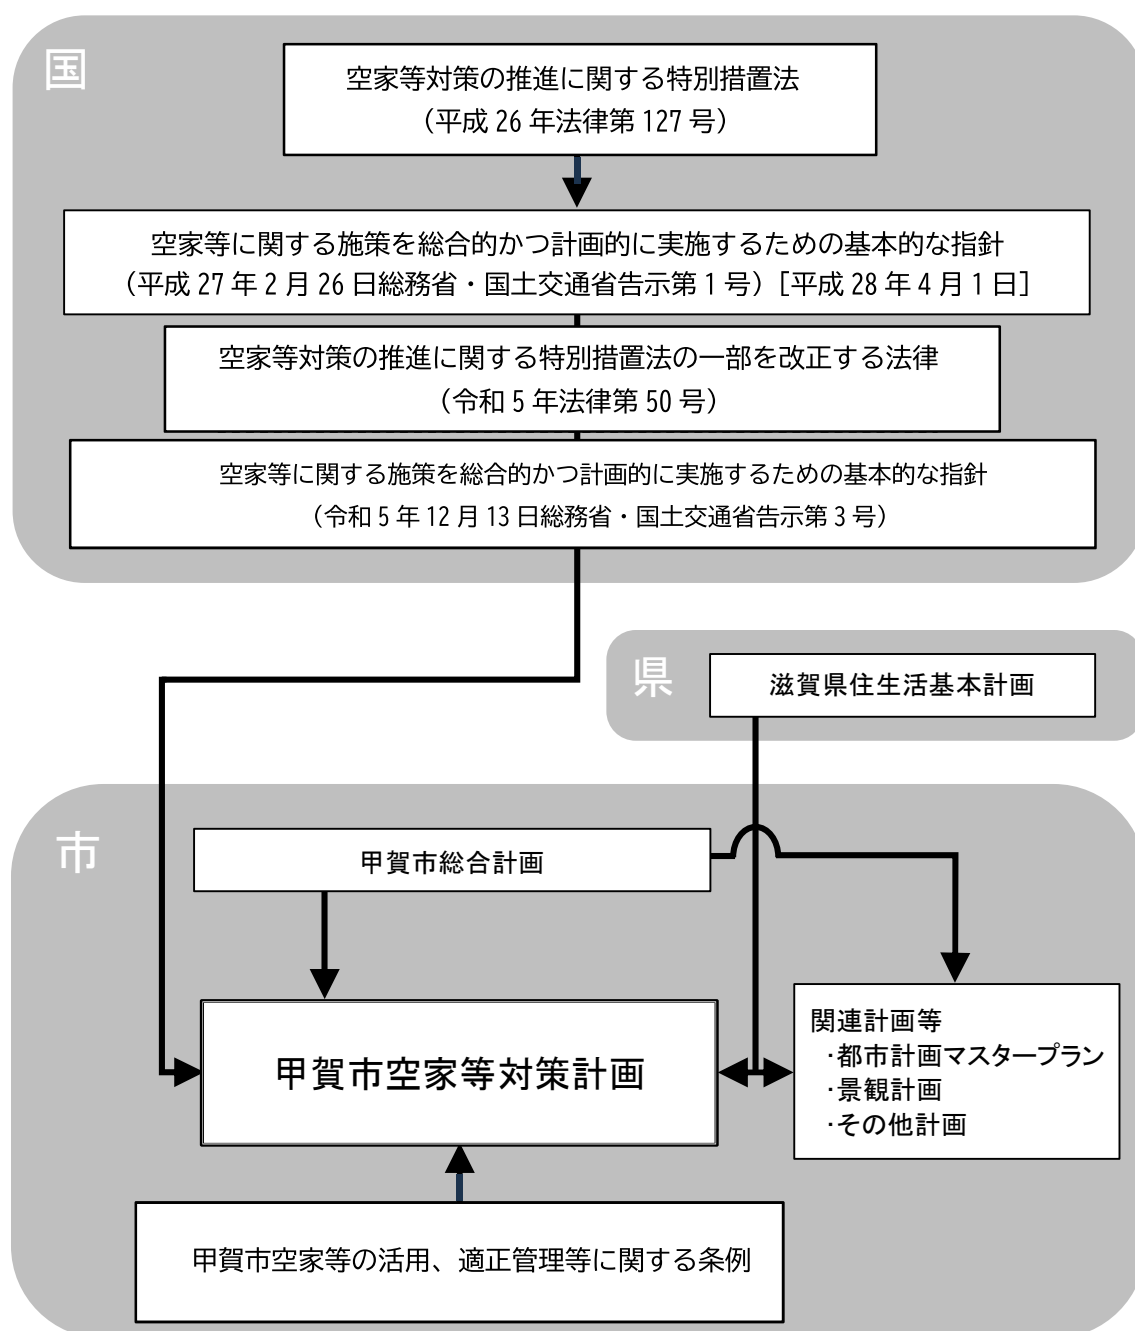 国
空家等対策の推進に関する特別措置法
（平成 26 年法律第 127 号）
空家等に関する施策を総合的かつ計画的に実施するための基本的な指針
（平成 27 年 2 月 26 日総務省・国土交通省告示第 1 号）［平成 28 年 4 月 1 日］
空家等対策の推進に関する特別措置法の一部を改正する法律
（令和 5 年法律第 50 号）
空家等に関する施策を総合的かつ計画的に実施するための基本的な指針
（令和 5 年 12 月 13 日総務省・国土交通省告示第 3 号）
県
滋賀県住生活基本計画
市
甲賀市総合計画
甲賀市空家等対策計画
関連計画等
・都市計画マスタープラン
・景観計画
・その他計画
甲賀市空家等の活用、適正管理等に関する条例